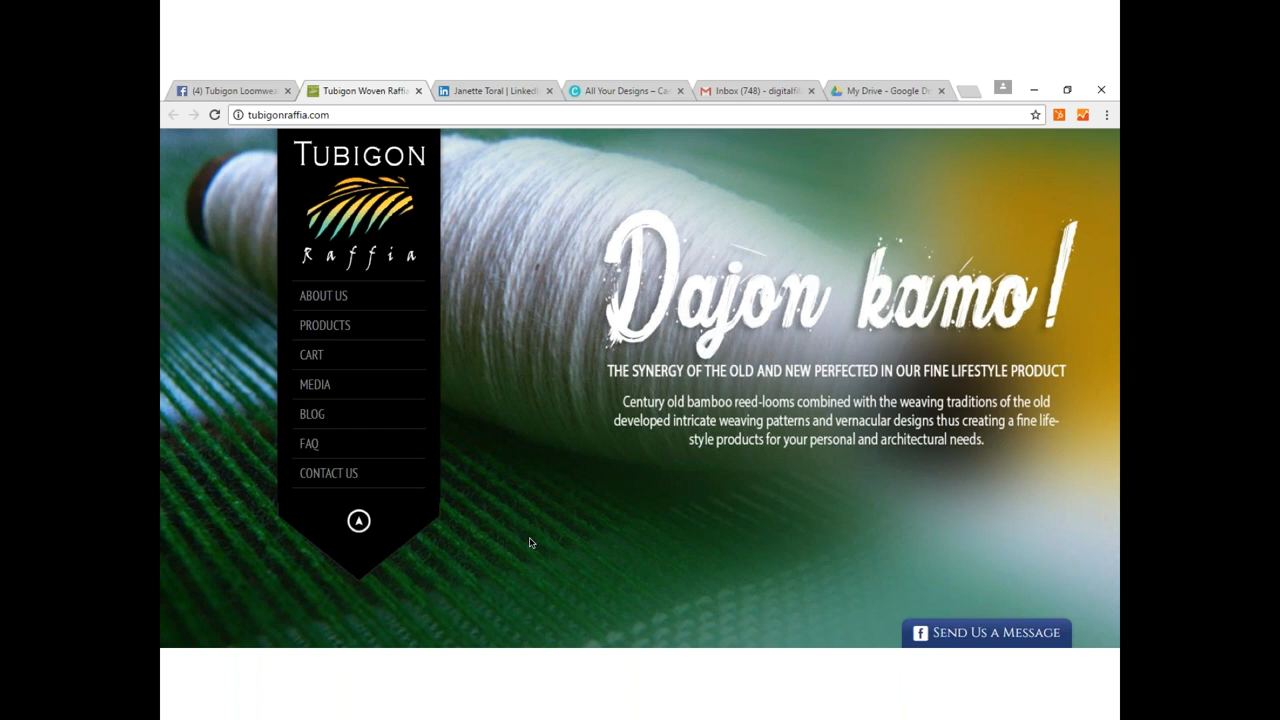 (4) Tubigon Loomwea
Tubigon Woven Raffi
Janette Toral | LinkedI
All Your Designs – Ca
Inbox (748) - digitalfi
My Drive - Google Dr
tubigonraffia.com
TUBIGON
Raffia
ABOUT US
PRODUCTS
CART
MEDIA
BLOG
FAQ
CONTACT US
Dajon kamo!
THE SYNERGY OF THE OLD AND NEW PERFECTED IN OUR FINE LIFESTYLE PRODUCT
Century old bamboo reed-looms combined with the weaving traditions of the old
developed intricate weaving patterns and vernacular designs thus creating a fine life-
style products for your personal and architectural needs.
SEND US A MESSAGE